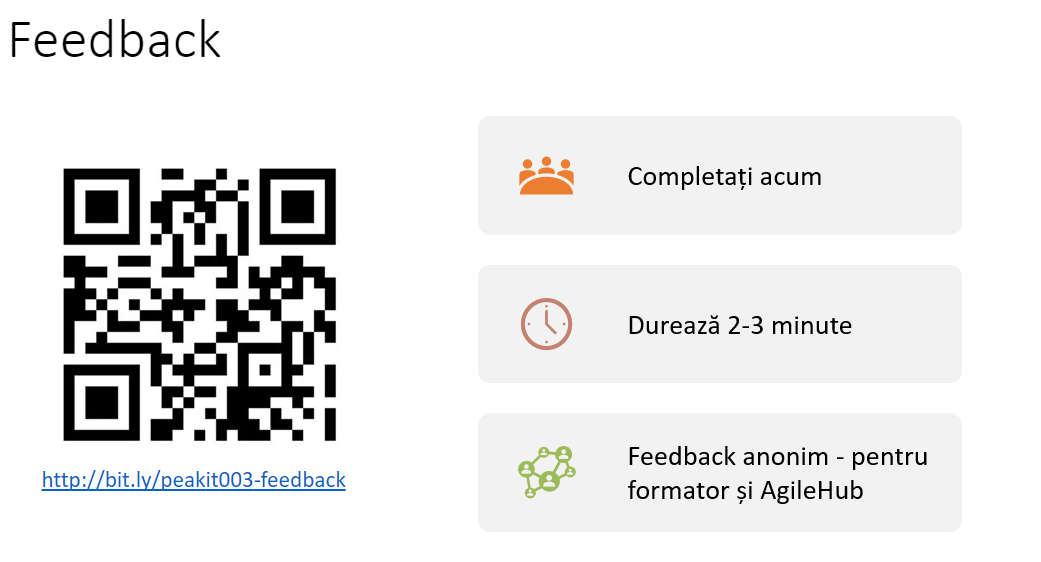 Feedback
http://bit.ly/peakit003-feedback
Completați acum
Durează 2-3 minute
Feedback anonim - pentru
formator și AgileHub